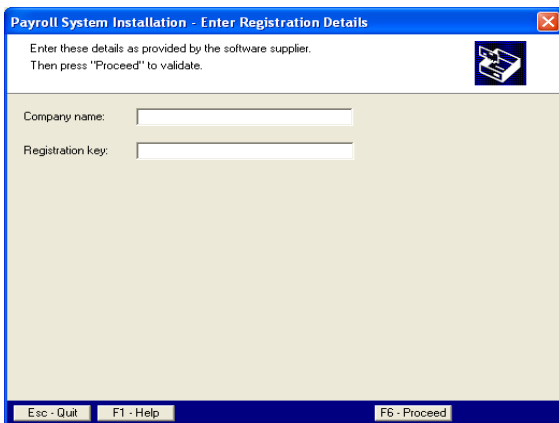 Payroll System Installation - Enter Registration Details
Enter these details as provided by the software supplier.
Then press "Proceed" to validate.
Company name:
Registration key:
Esc - Quit F1 - Help F6 - Proceed